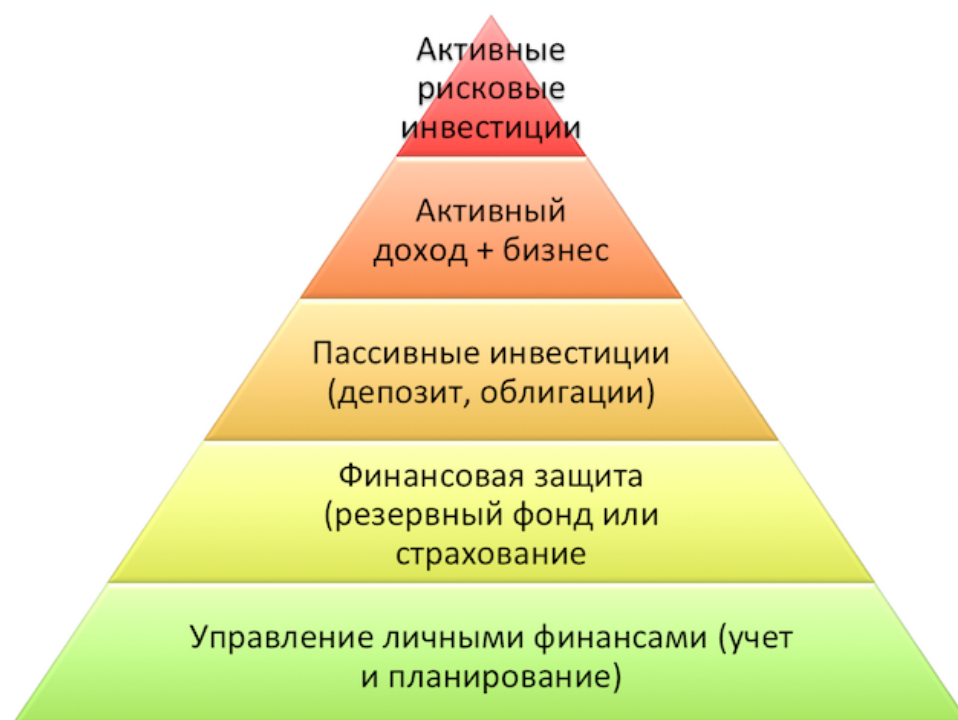 Активные
рисковые
инвестиции
Активный
доход + бизнес
Пассивные инвестиции
(депозит, облигации)
Финансовая защита
(резервный фонд или
страхование
Управление личными финансами (учет
и планирование)